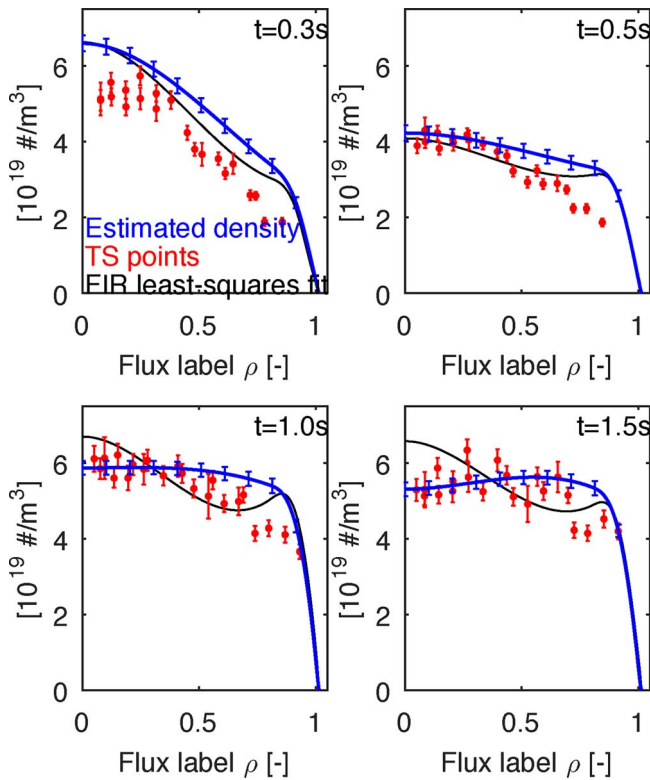 t=0.3s
6
4
2
0
[10^19 #/m^3]
Estimated density
TS points
FIR least-squares fit
0
0.5
1
Flux label ρ [-]
t=0.5s
6
4
2
0
[10^19 #/m^3]
0
0.5
1
Flux label ρ [-]
t=1.0s
6
4
2
0
[10^19 #/m^3]
0
0.5
1
Flux label ρ [-]
t=1.5s
6
4
2
0
[10^19 #/m^3]
0
0.5
1
Flux label ρ [-]